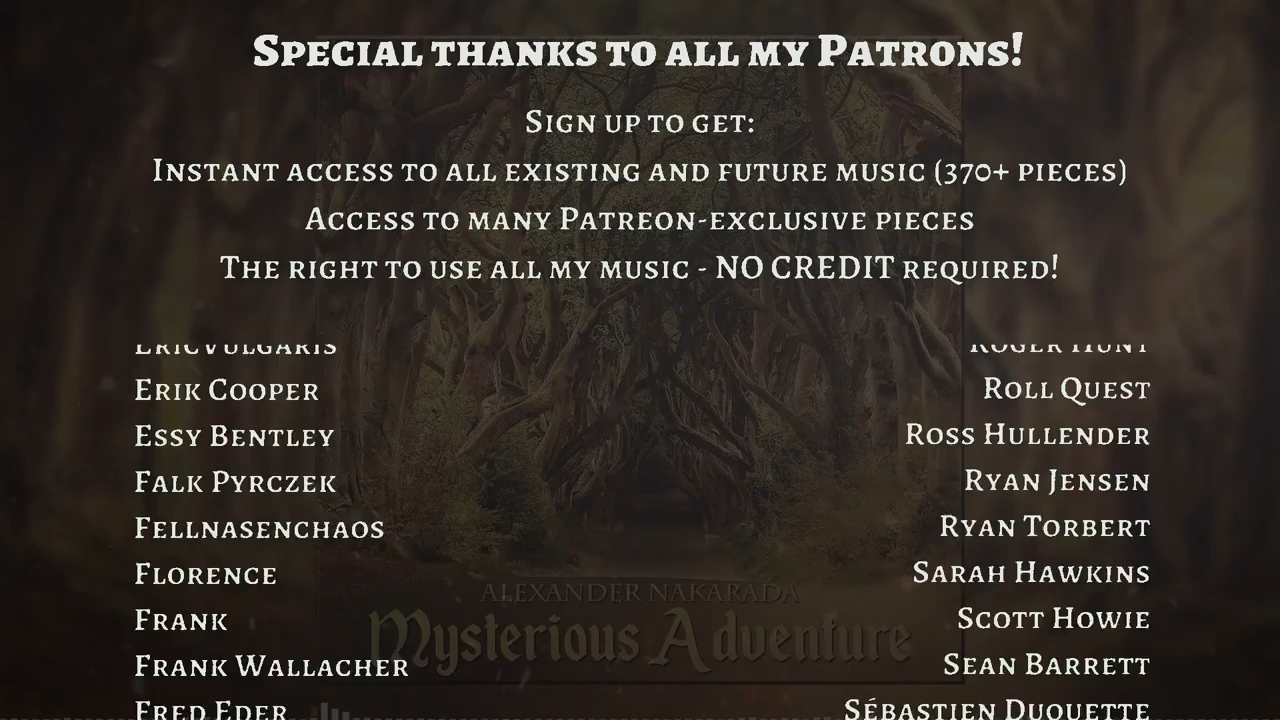 Special thanks to all my Patrons!
Sign up to get:
Instant access to all existing and future music (370+ pieces)
Access to many Patreon-exclusive pieces
The right to use all my music - NO CREDIT required!
EricVulgaris
Roger Hunt
Erik Cooper
Roll Quest
Essy Bentley
Ross Hullender
Falk Pyrczek
Ryan Jensen
Fellnasenchaos
Ryan Torbert
Florence
Sarah Hawkins
Frank
Scott Howie
Frank Wallacher
Sean Barrett
Fred Eder
Sébastien Duquette
ALEXANDER NAKARADA
Mysterious Adventure